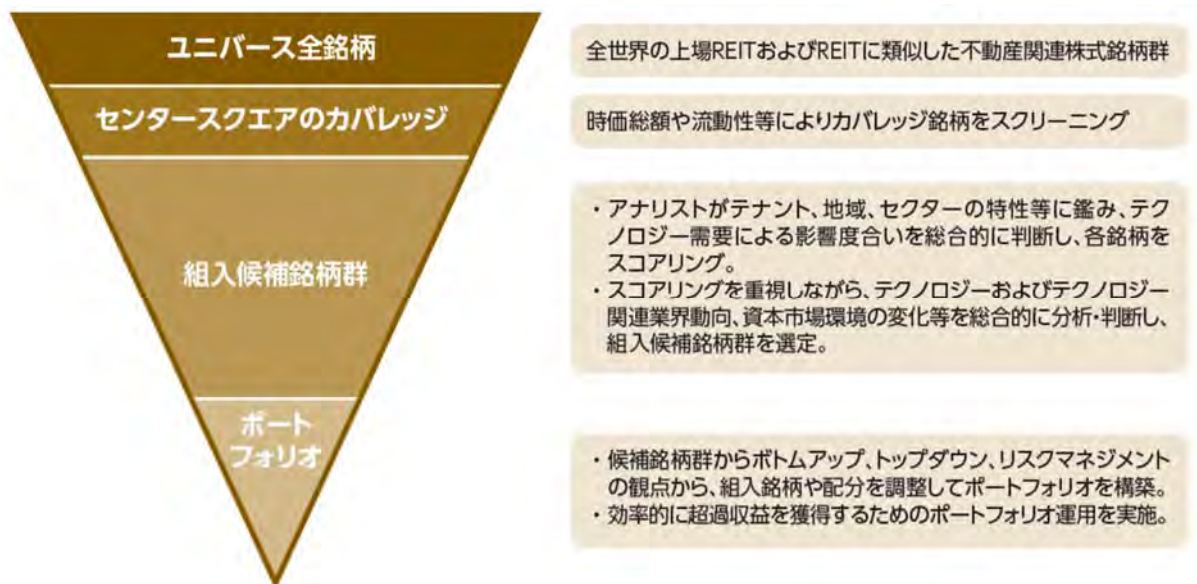 ユニバース全銘柄
全世界の上場REITおよびREITに類似した不動産関連株式銘柄群
センタースクエアのカバレッジ
時価総額や流動性等によりカバレッジ銘柄をスクリーニング
組入候補銘柄群
・アナリストがテナント、地域、セクターの特性等に鑑み、テク
ノロジー需要による影響度合いを総合的に判断し、各銘柄を
スコアリング。
・スコアリングを重視しながら、テクノロジーおよびテクノロジー
関連業界動向、資本市場環境の変化等を総合的に分析・判断し、
組入候補銘柄群を選定。
ポート
フォリオ
・候補銘柄群からボトムアップ、トップダウン、リスクマネジメント
の観点から、組入銘柄や配分を調整してポートフォリオを構築。
・効率的に超過収益を獲得するためのポートフォリオ運用を実施。